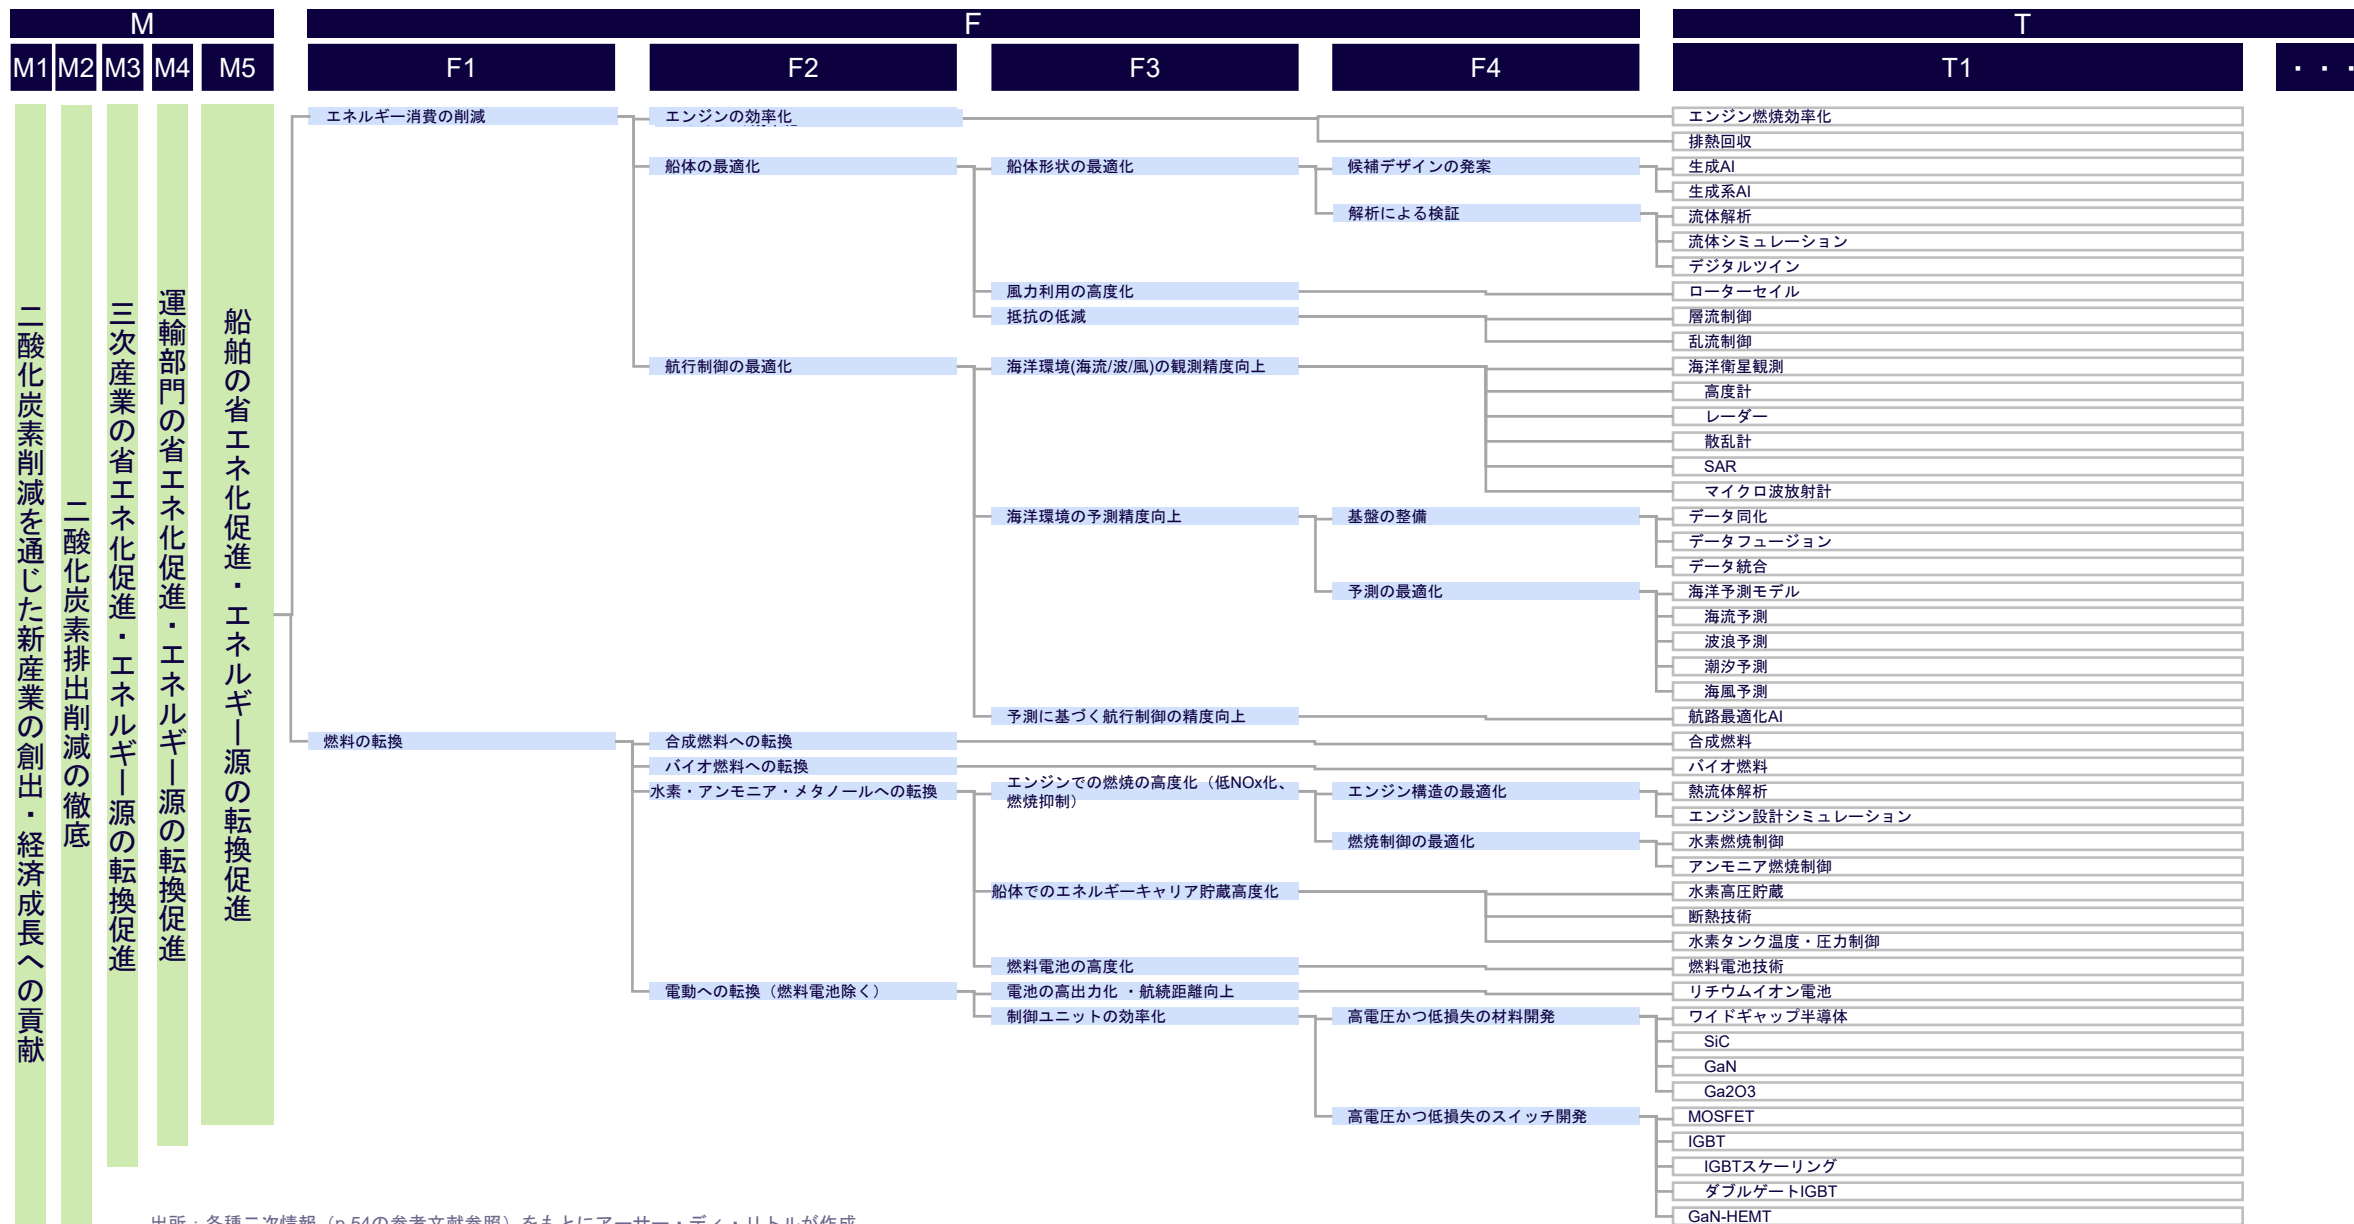 M
F
T
M1
M2
M3
M4
M5
F1
F2
F3
F4
T1
・・・
二酸化炭素削減を通じた新産業の創出・経済成長への貢献
二酸化炭素排出削減の徹底
三次産業の省エネ化促進・エネルギー源の転換促進
運輸部門の省エネ化促進・エネルギー源の転換促進
船舶の省エネ化促進・エネルギー源の転換促進
エネルギー消費の削減
エンジンの効率化
エンジン燃焼効率化
排熱回収
船体の最適化
船体形状の最適化
候補デザインの発案
生成AI
生成系AI
解析による検証
流体解析
流体シミュレーション
デジタルツイン
風力利用の高度化
ローターセイル
抵抗の低減
層流制御
乱流制御
航行制御の最適化
海洋環境(海流/波/風)の観測精度向上
海洋衛星観測
高度計
レーダー
散乱計
SAR
マイクロ波放射計
海洋環境の予測精度向上
基盤の整備
データ同化
データフュージョン
データ統合
予測の最適化
海洋予測モデル
海流予測
波浪予測
潮汐予測
海風予測
予測に基づく航行制御の精度向上
航路最適化AI
燃料の転換
合成燃料への転換
合成燃料
バイオ燃料への転換
バイオ燃料
水素・アンモニア・メタノールへの転換
エンジンでの燃焼の高度化（低NOx化、
燃焼抑制）
エンジン構造の最適化
熱流体解析
エンジン設計シミュレーション
燃焼制御の最適化
水素燃焼制御
アンモニア燃焼制御
船体でのエネルギーキャリア貯蔵高度化
水素高圧貯蔵
断熱技術
水素タンク温度・圧力制御
燃料電池の高度化
燃料電池技術
電動への転換（燃料電池除く）
電池の高出力化 ・航続距離向上
リチウムイオン電池
制御ユニットの効率化
高電圧かつ低損失の材料開発
ワイドギャップ半導体
SiC
GaN
Ga2O3
高電圧かつ低損失のスイッチ開発
MOSFET
IGBT
IGBTスケーリング
ダブルゲートIGBT
GaN-HEMT
出所：各種二次情報（p.54の参考文献参照）をもとにアーサー・ディ・リトルが作成